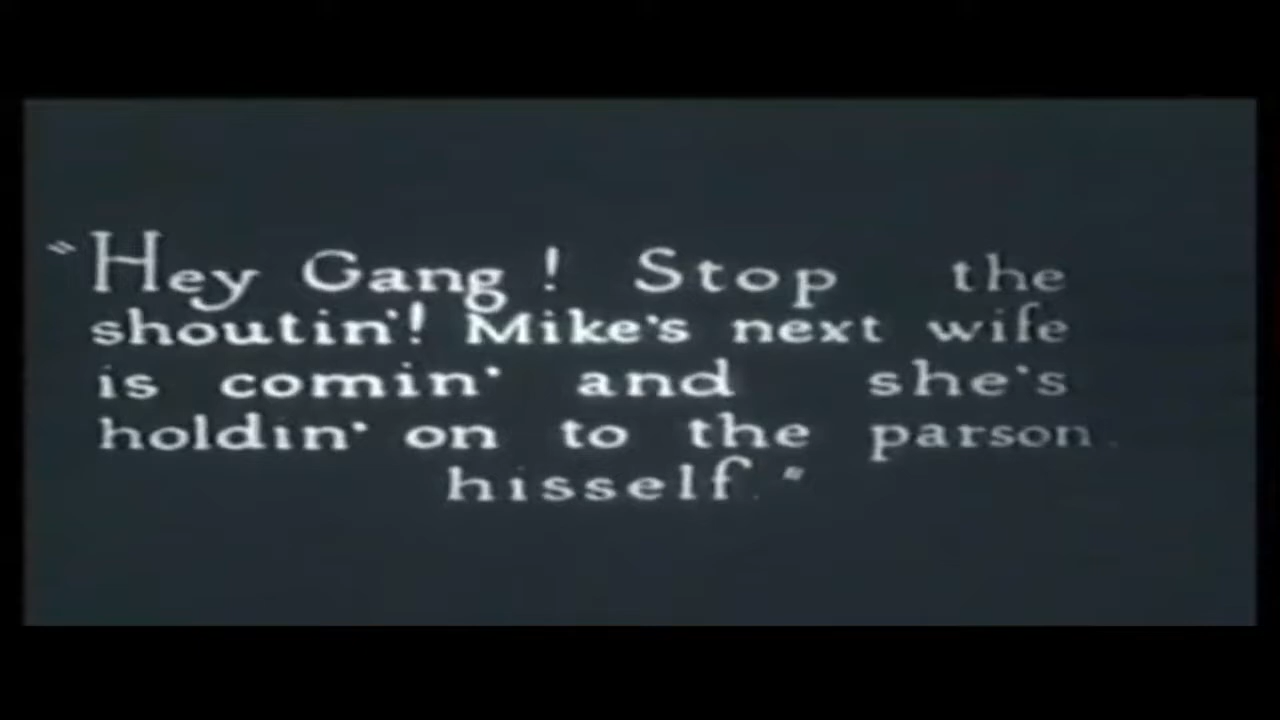 "Hey Gang! Stop the
shoutin'! Mike's next wife
is comin' and she's
holdin' on to the parson
hisself."